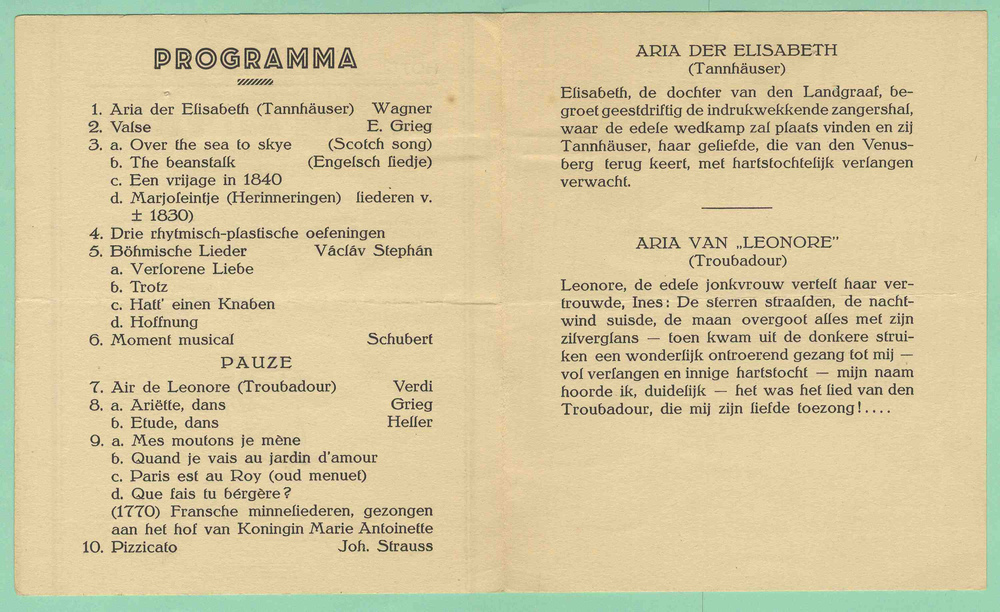 PROGRAMMA
1. Aria der Elisabeth (Tannhäuser) Wagner
2. Valse E. Grieg
3. a. Over the sea to skye (Scotch song)
b. The beanstalk (Engelsch liedje)
c. Een vrijage in 1840
d. Marjoleintje (Herinneringen) liederen v.
± 1830)
4. Drie rhytmisch-plastische oefeningen
5. Böhmische Lieder Václáv Stephán
a. Verlorene Liebe
b. Trotz
c. Hatt' einen Knaben
d. Hoffnung
6. Moment musical Schubert
PAUZE
7. Air de Leonore (Troubadour) Verdi
8. a. Ariëtte, dans Grieg
b. Etude, dans Heller
9. a. Mes moutons je mène
b. Quand je vais au jardin d'amour
c. Paris est au Roy (oud menuet)
d. Que fais tu bérgère?
(1770) Fransche minneliederen, gezongen
aan het hof van Koningin Marie Antoinette
10. Pizzicato Joh. Strauss
ARIA DER ELISABETH
(Tannhäuser)
Elisabeth, de dochter van den Landgraaf, be-
groet geestdriftig de indrukwekkende zangershal,
waar de edele wedkamp zal plaats vinden en zij
Tannhäuser, haar geliefde, die van den Venus-
berg terug keert, met hartstochtelijk verlangen
verwacht.
ARIA VAN „LEONORE"
(Troubadour)
Leonore, de edele jonkvrouw vertelt haar ver-
trouwde, Ines: De sterren straalden, de nacht-
wind suisde, de maan overgoot alles met zijn
zilverglans — toen kwam uit de donkere strui-
ken een wonderlijk ontroerend gezang tot mij —
vol verlangen en innige hartstocht — mijn naam
hoorde ik, duidelijk — het was het lied van den
Troubadour, die mij zijn liefde toezong!....